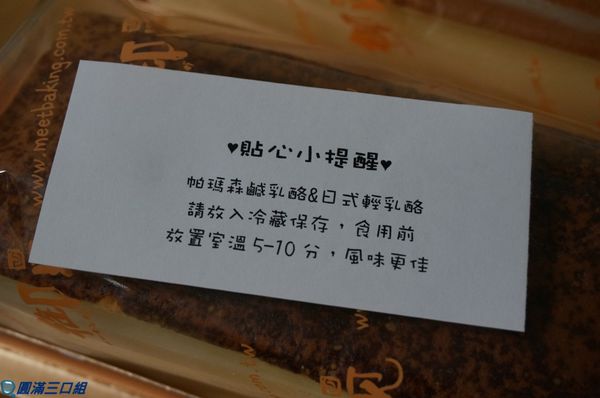 ♥貼心小提醒♥
帕瑪森鹹乳酪&日式輕乳酪
請放入冷藏保存，食用前
放置室溫5-10分，風味更佳
www.meetbaking.com.tw
圓滿三口組